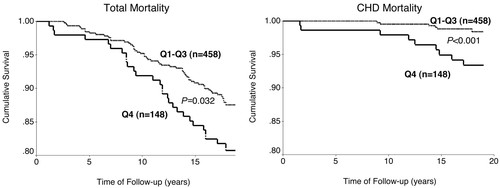 Total Mortality
1.00
.95
.90
.85
.80
Cumulative Survival
Q1-Q3 (n=458)
P=0.032
Q4 (n=148)
0
5
10
15
Time of Follow-up (years)
CHD Mortality
1.00
.95
.90
.85
.80
Cumulative Survival
Q1-Q3 (n=458)
P<0.001
Q4 (n=148)
0
5
10
15
20
Time of Follow-up (years)